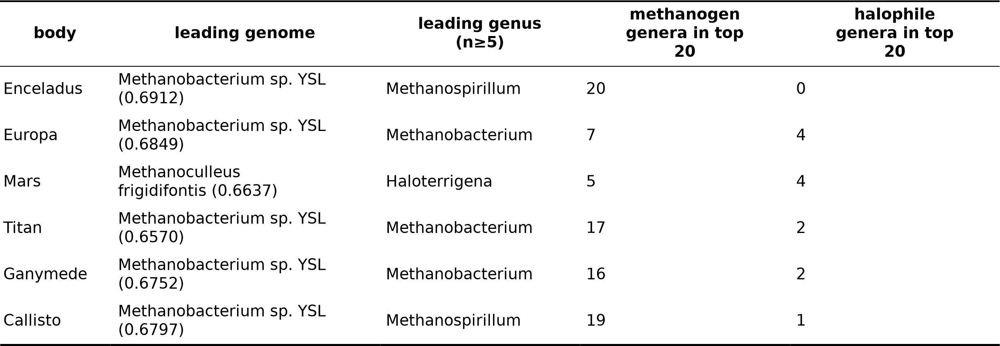 body leading genome leading genus (n≥5) methanogen genera in top 20 halophile genera in top 20
Enceladus Methanobacterium sp. YSL (0.6912) Methanospirillum 20 0
Europa Methanobacterium sp. YSL (0.6849) Methanobacterium 7 4
Mars Methanoculleus frigidifontis (0.6637) Haloterrigena 5 4
Titan Methanobacterium sp. YSL (0.6570) Methanobacterium 17 2
Ganymede Methanobacterium sp. YSL (0.6752) Methanobacterium 16 2
Callisto Methanobacterium sp. YSL (0.6797) Methanospirillum 19 1